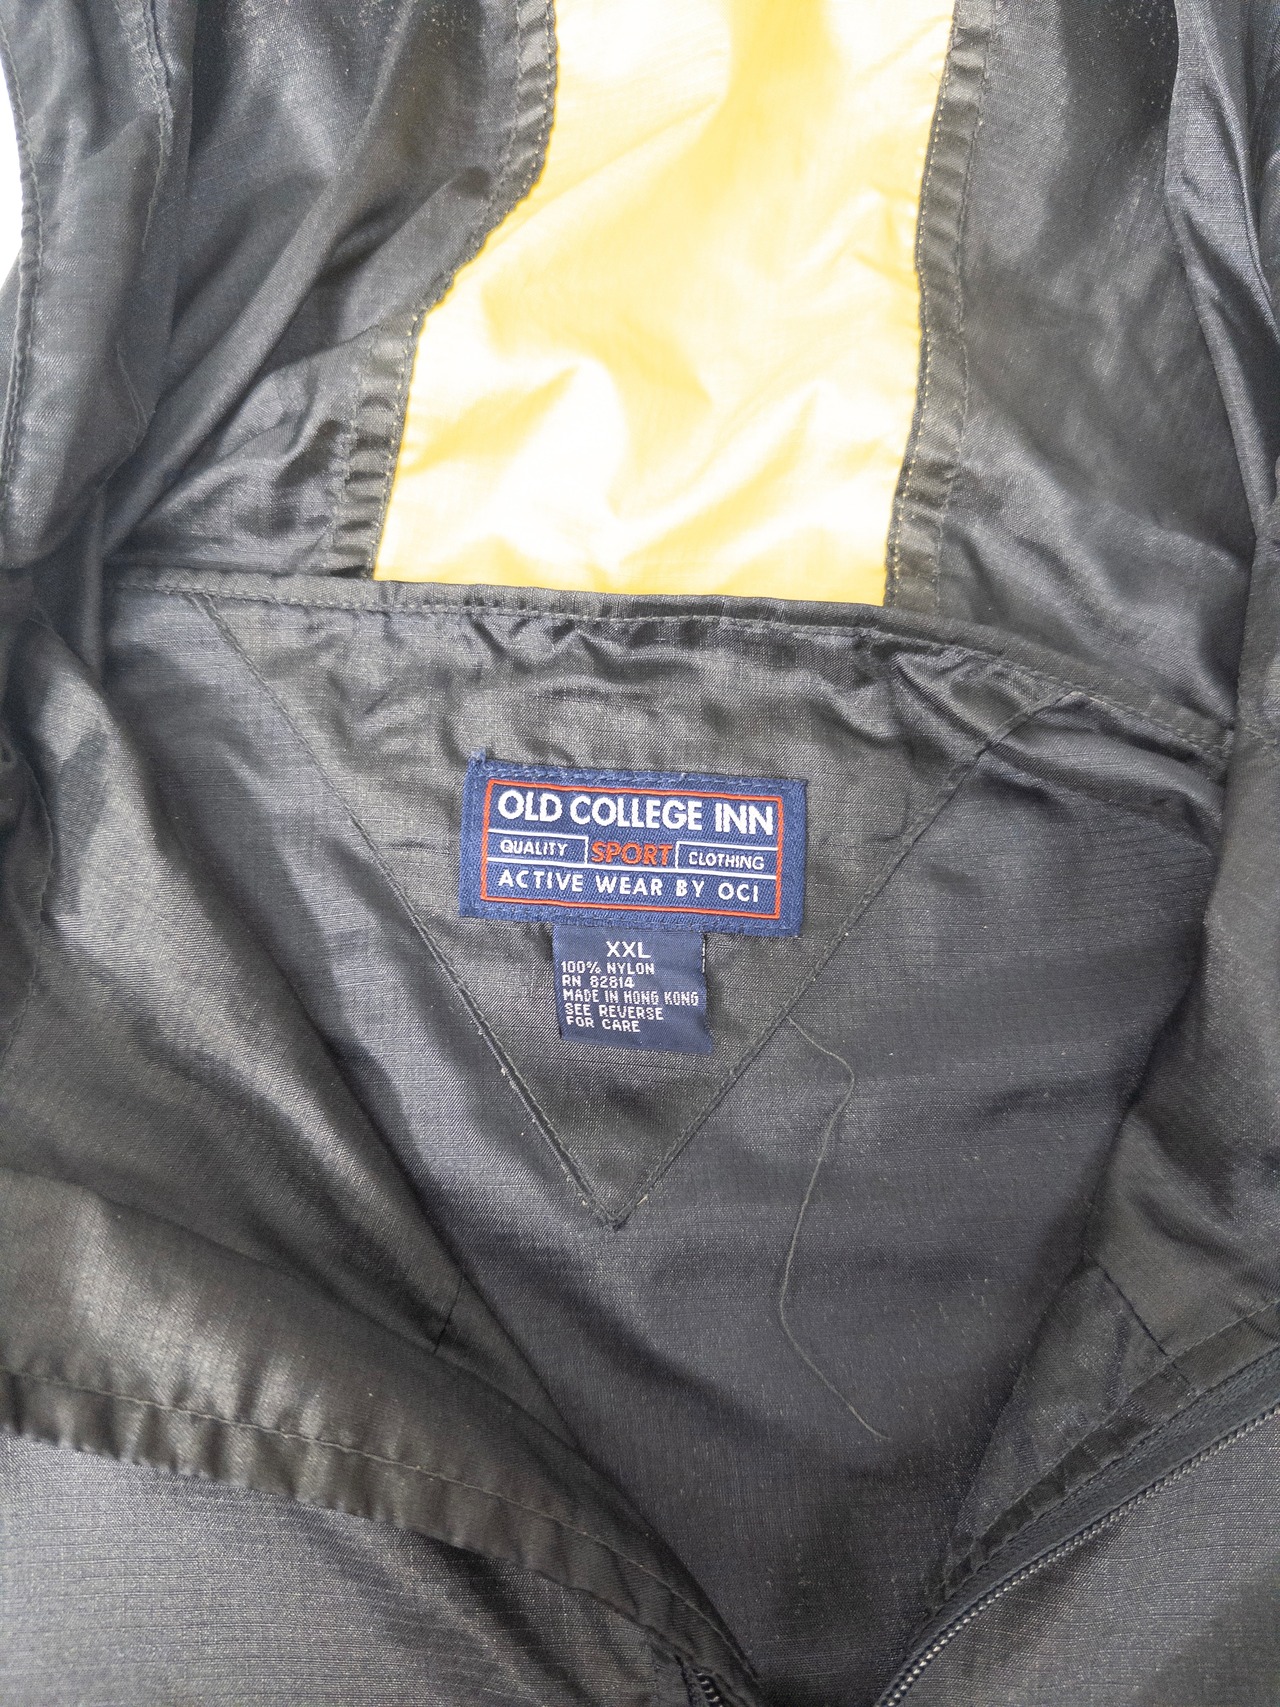 OLD COLLEGE INN
QUALITY SPORT CLOTHING
ACTIVE WEAR BY OCI
XXL
100% NYLON
RN 82814
MADE IN HONG KONG
SEE REVERSE
FOR CARE